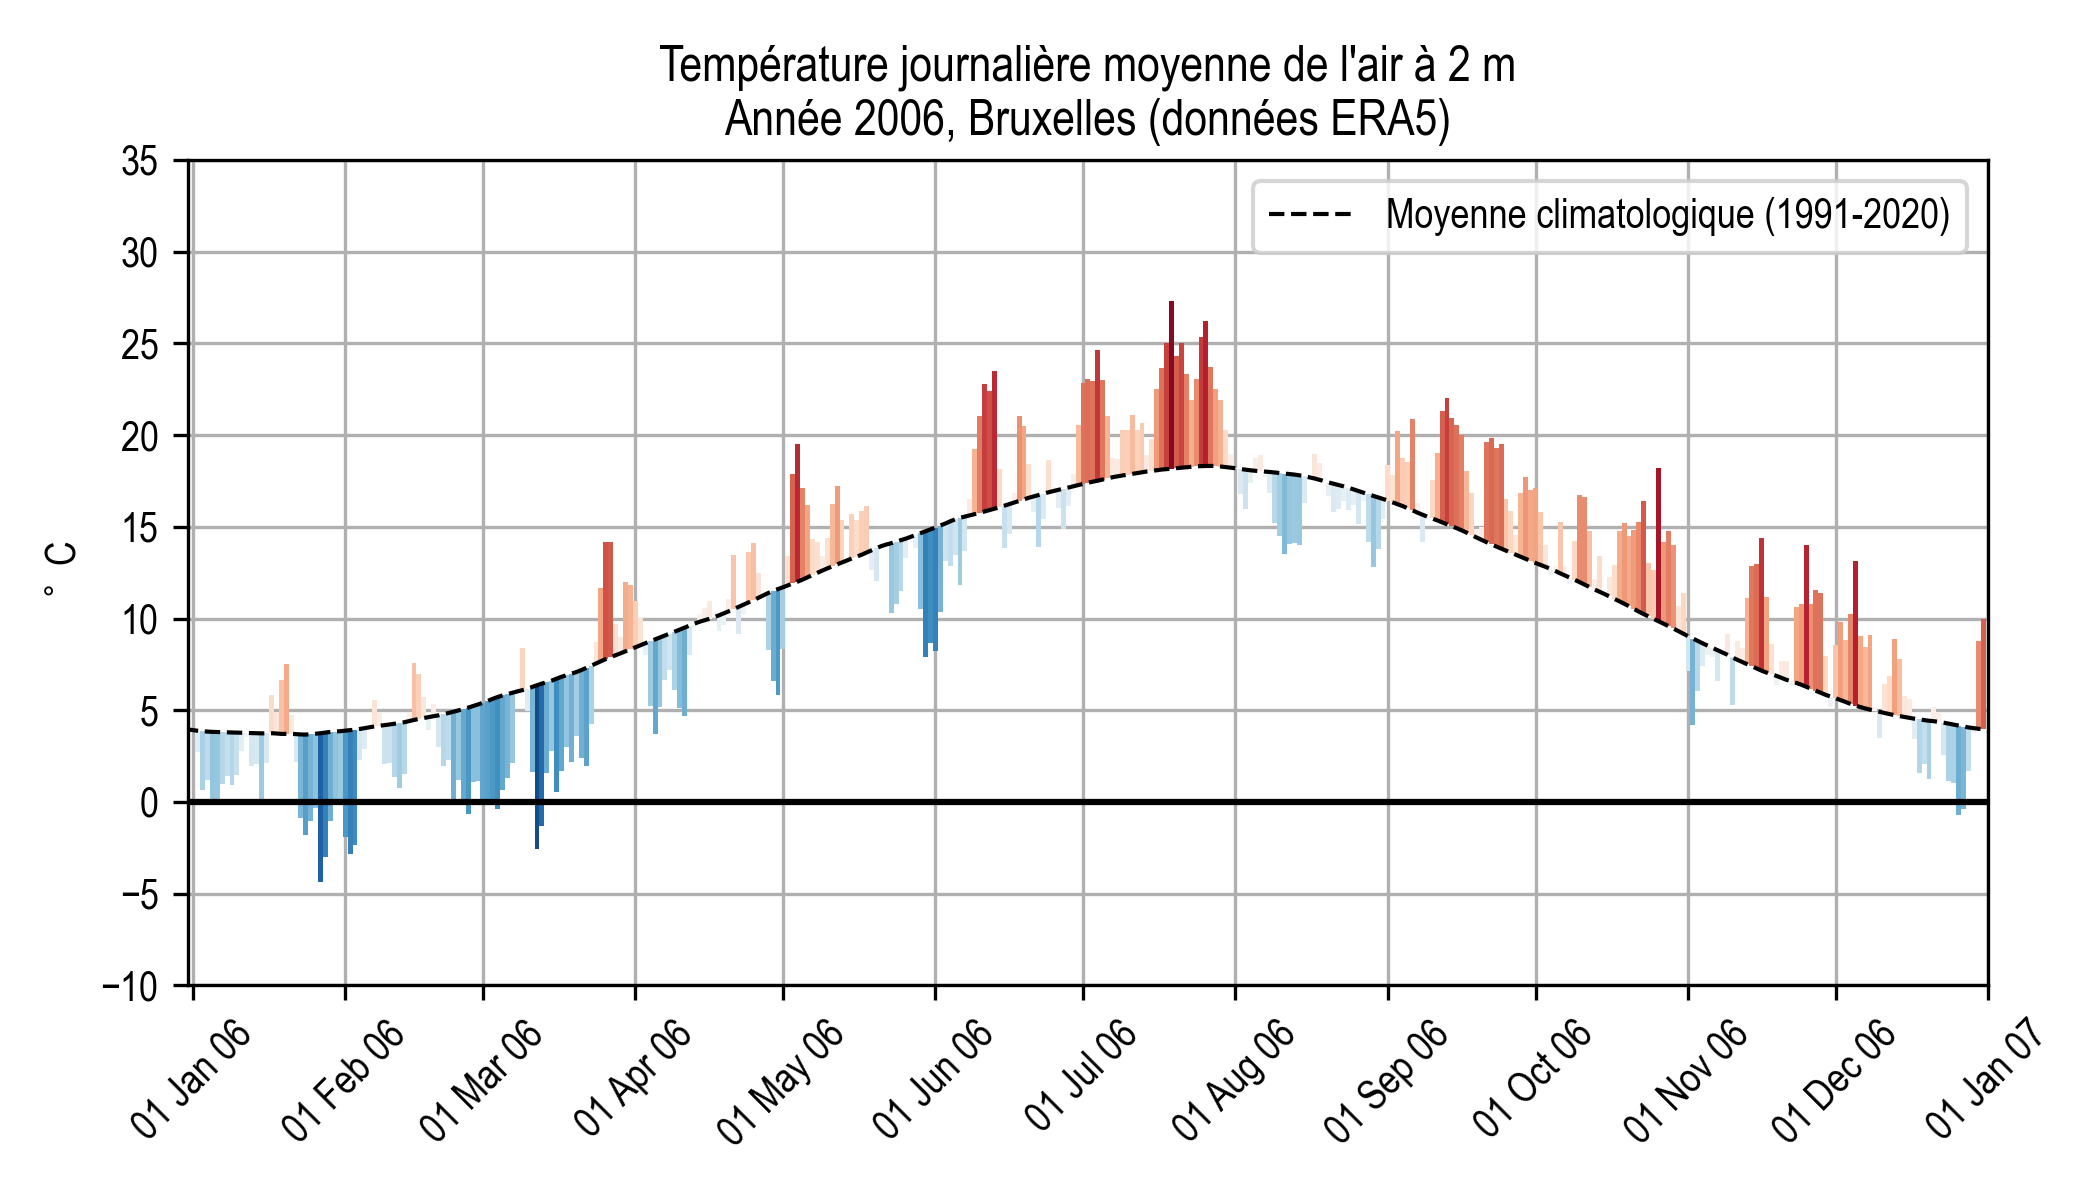 Température journalière moyenne de l'air à 2 m
Année 2006, Bruxelles (données ERA5)
Moyenne climatologique (1991-2020)
° C
35
30
25
20
15
10
5
0
−5
−10
01 Jan 06
01 Feb 06
01 Mar 06
01 Apr 06
01 May 06
01 Jun 06
01 Jul 06
01 Aug 06
01 Sep 06
01 Oct 06
01 Nov 06
01 Dec 06
01 Jan 07